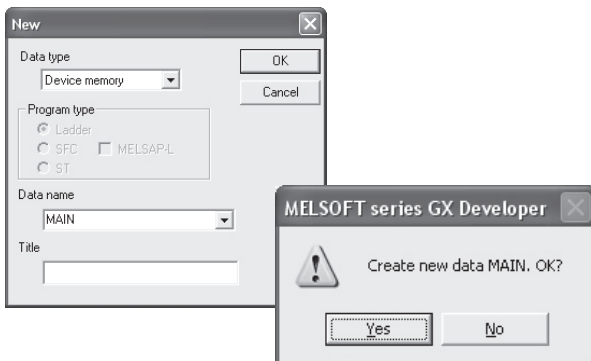 New
Data type
OK
Device memory
Cancel
Program type
Ladder
SFC MELSAP-L
ST
Data name
MAIN
Title
MELSOFT series GX Developer
Create new data MAIN. OK?
Yes No